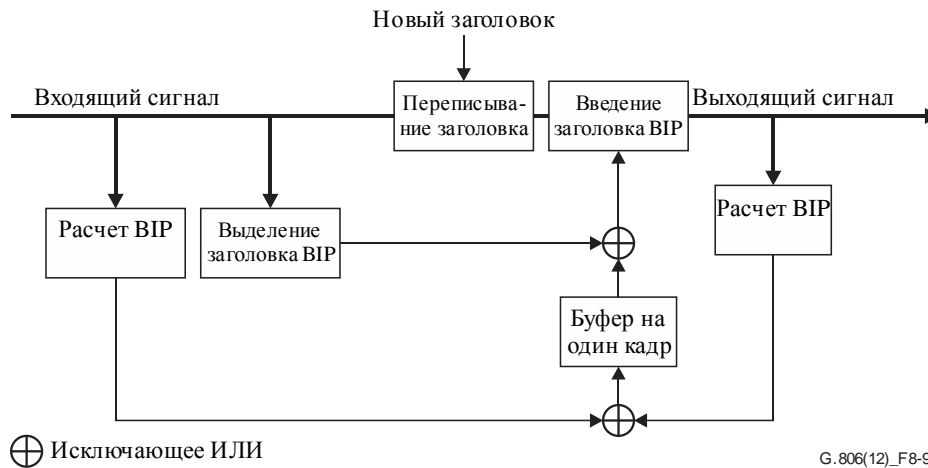 Новый заголовок
Входящий сигнал
Переписыва-
ние заголовка
Введение
заголовка BIP
Выходящий сигнал
Расчет BIP
Выделение
заголовка BIP
Расчет BIP
Буфер на
один кадр
Исключающее ИЛИ
G.806(12)_F8-9